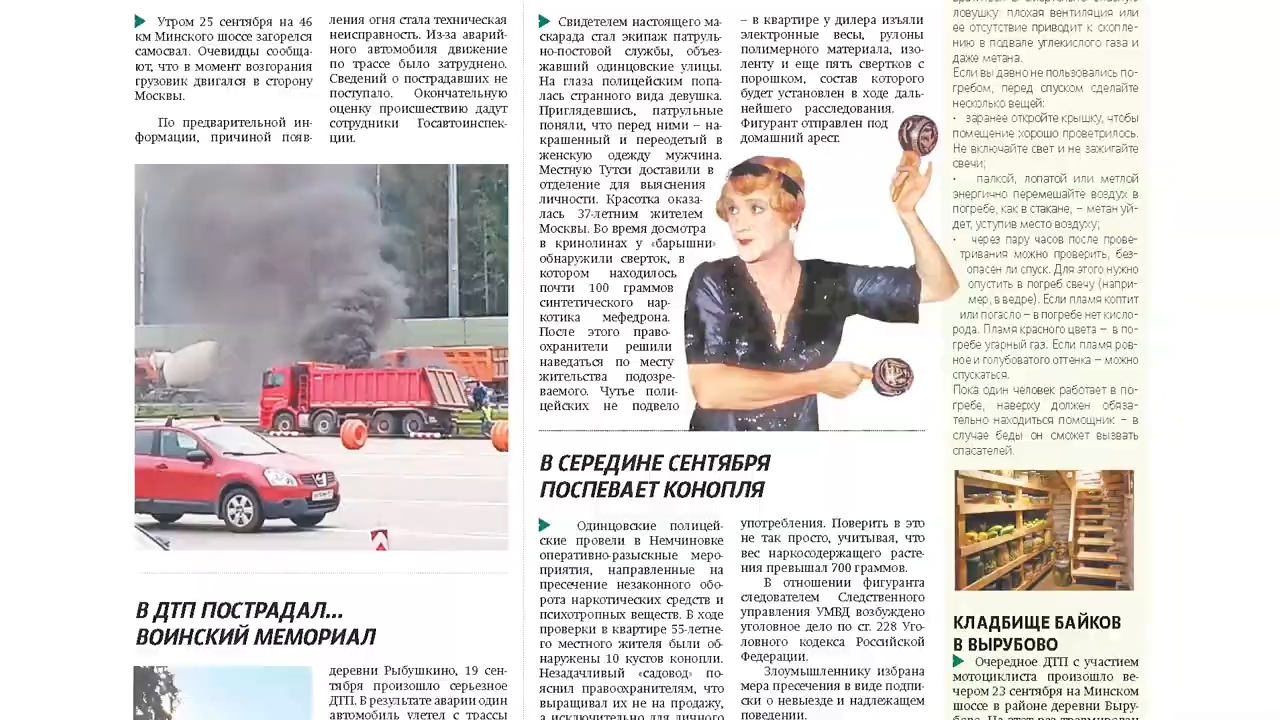 Утром 25 сентября на 46
км Минского шоссе загорелся
самосвал. Очевидцы сообща-
ют, что в момент возгорания
грузовик двигался в сторону
Москвы.
По предварительной ин-
формации, причиной появ-
ления огня стала техническая
неисправность. Из-за аварий-
ного автомобиля движение
по трассе было затруднено.
Сведений о пострадавших не
поступало. Окончательную
оценку происшествию дадут
сотрудники Госавтоинспек-
ции.
В ДТП ПОСТРАДАЛ...
ВОИНСКИЙ МЕМОРИАЛ
деревни Рыбушкино, 19 сен-
тября произошло серьезное
ДТП. В результате аварии один
автомобиль улетел с трассы
Свидетелем настоящего ма-
скарада стал экипаж патруль-
но-постовой службы, объез-
жавший одинцовские улицы.
На глаза полицейским попа-
лась странного вида девушка.
Приглядевшись, патрульные
поняли, что перед ними – на-
крашенный и переодетый в
женскую одежду мужчина.
Местную Тутси доставили в
отделение для выяснения
личности. Красотка оказа-
лась 37-летним жителем
Москвы. Во время досмотра
в кринолинах у «барышни»
обнаружили сверток, в
котором находилось
почти 100 граммов
синтетического нар-
котика мефедрона.
После этого право-
охранители решили
наведаться по месту
жительства подозре-
ваемого. Чутье поли-
цейских не подвело
– в квартире у дилера изъяли
электронные весы, рулоны
полимерного материала, изо-
ленту и еще пять свертков с
порошком, состав которого
будет установлен в ходе даль-
нейшего расследования.
Фигурант отправлен под
домашний арест.
В СЕРЕДИНЕ СЕНТЯБРЯ
ПОСПЕВАЕТ КОНОПЛЯ
Одинцовские полицей-
ские провели в Немчиновке
оперативно-разыскные меро-
приятия, направленные на
пресечение незаконного обо-
рота наркотических средств и
психотропных веществ. В ходе
проверки в квартире 55-летне-
го местного жителя были об-
наружены 10 кустов конопли.
Незадачливый «садовод» по-
яснил правоохранителям, что
выращивал их не на продажу,
а исключительно для личного
употребления. Поверить в это
не так просто, учитывая, что
вес наркосодержащего расте-
ния превышал 700 граммов.
В отношении фигуранта
следователем Следственного
управления УМВД возбуждено
уголовное дело по ст. 228 Уго-
ловного кодекса Российской
Федерации.
Злоумышленнику избрана
мера пресечения в виде подпи-
ски о невыезде и надлежащем
поведении.
ловушку: плохая вентиляция или
ее отсутствие приводит к скопле-
нию в подвале углекислого газа и
даже метана.
Если вы давно не пользовались по-
гребом, перед спуском сделайте
несколько вещей:
· заранее откройте крышку, чтобы
помещение хорошо проветрилось.
Не включайте свет и не зажигайте
свечи;
· палкой, лопатой или метлой
энергично перемешайте воздух в
погребе, как в стакане, – метан уй-
дет, уступив место воздуху;
· через пару часов после прове-
тривания можно проверить, без-
опасен ли спуск. Для этого нужно
опустить в погреб свечу (напри-
мер, в ведре). Если пламя коптит
или погасло – в погребе нет кисло-
рода. Пламя красного цвета – в по-
гребе угарный газ. Если пламя ров-
ное и голубоватого оттенка – можно
спускаться.
Пока один человек работает в по-
гребе, наверху должен обяза-
тельно находиться помощник – в
случае беды он сможет вызвать
спасателей.
КЛАДБИЩЕ БАЙКОВ
В ВЫРУБОВО
Очередное ДТП с участием
мотоциклиста произошло ве-
чером 23 сентября на Минском
шоссе в районе деревни Выру-